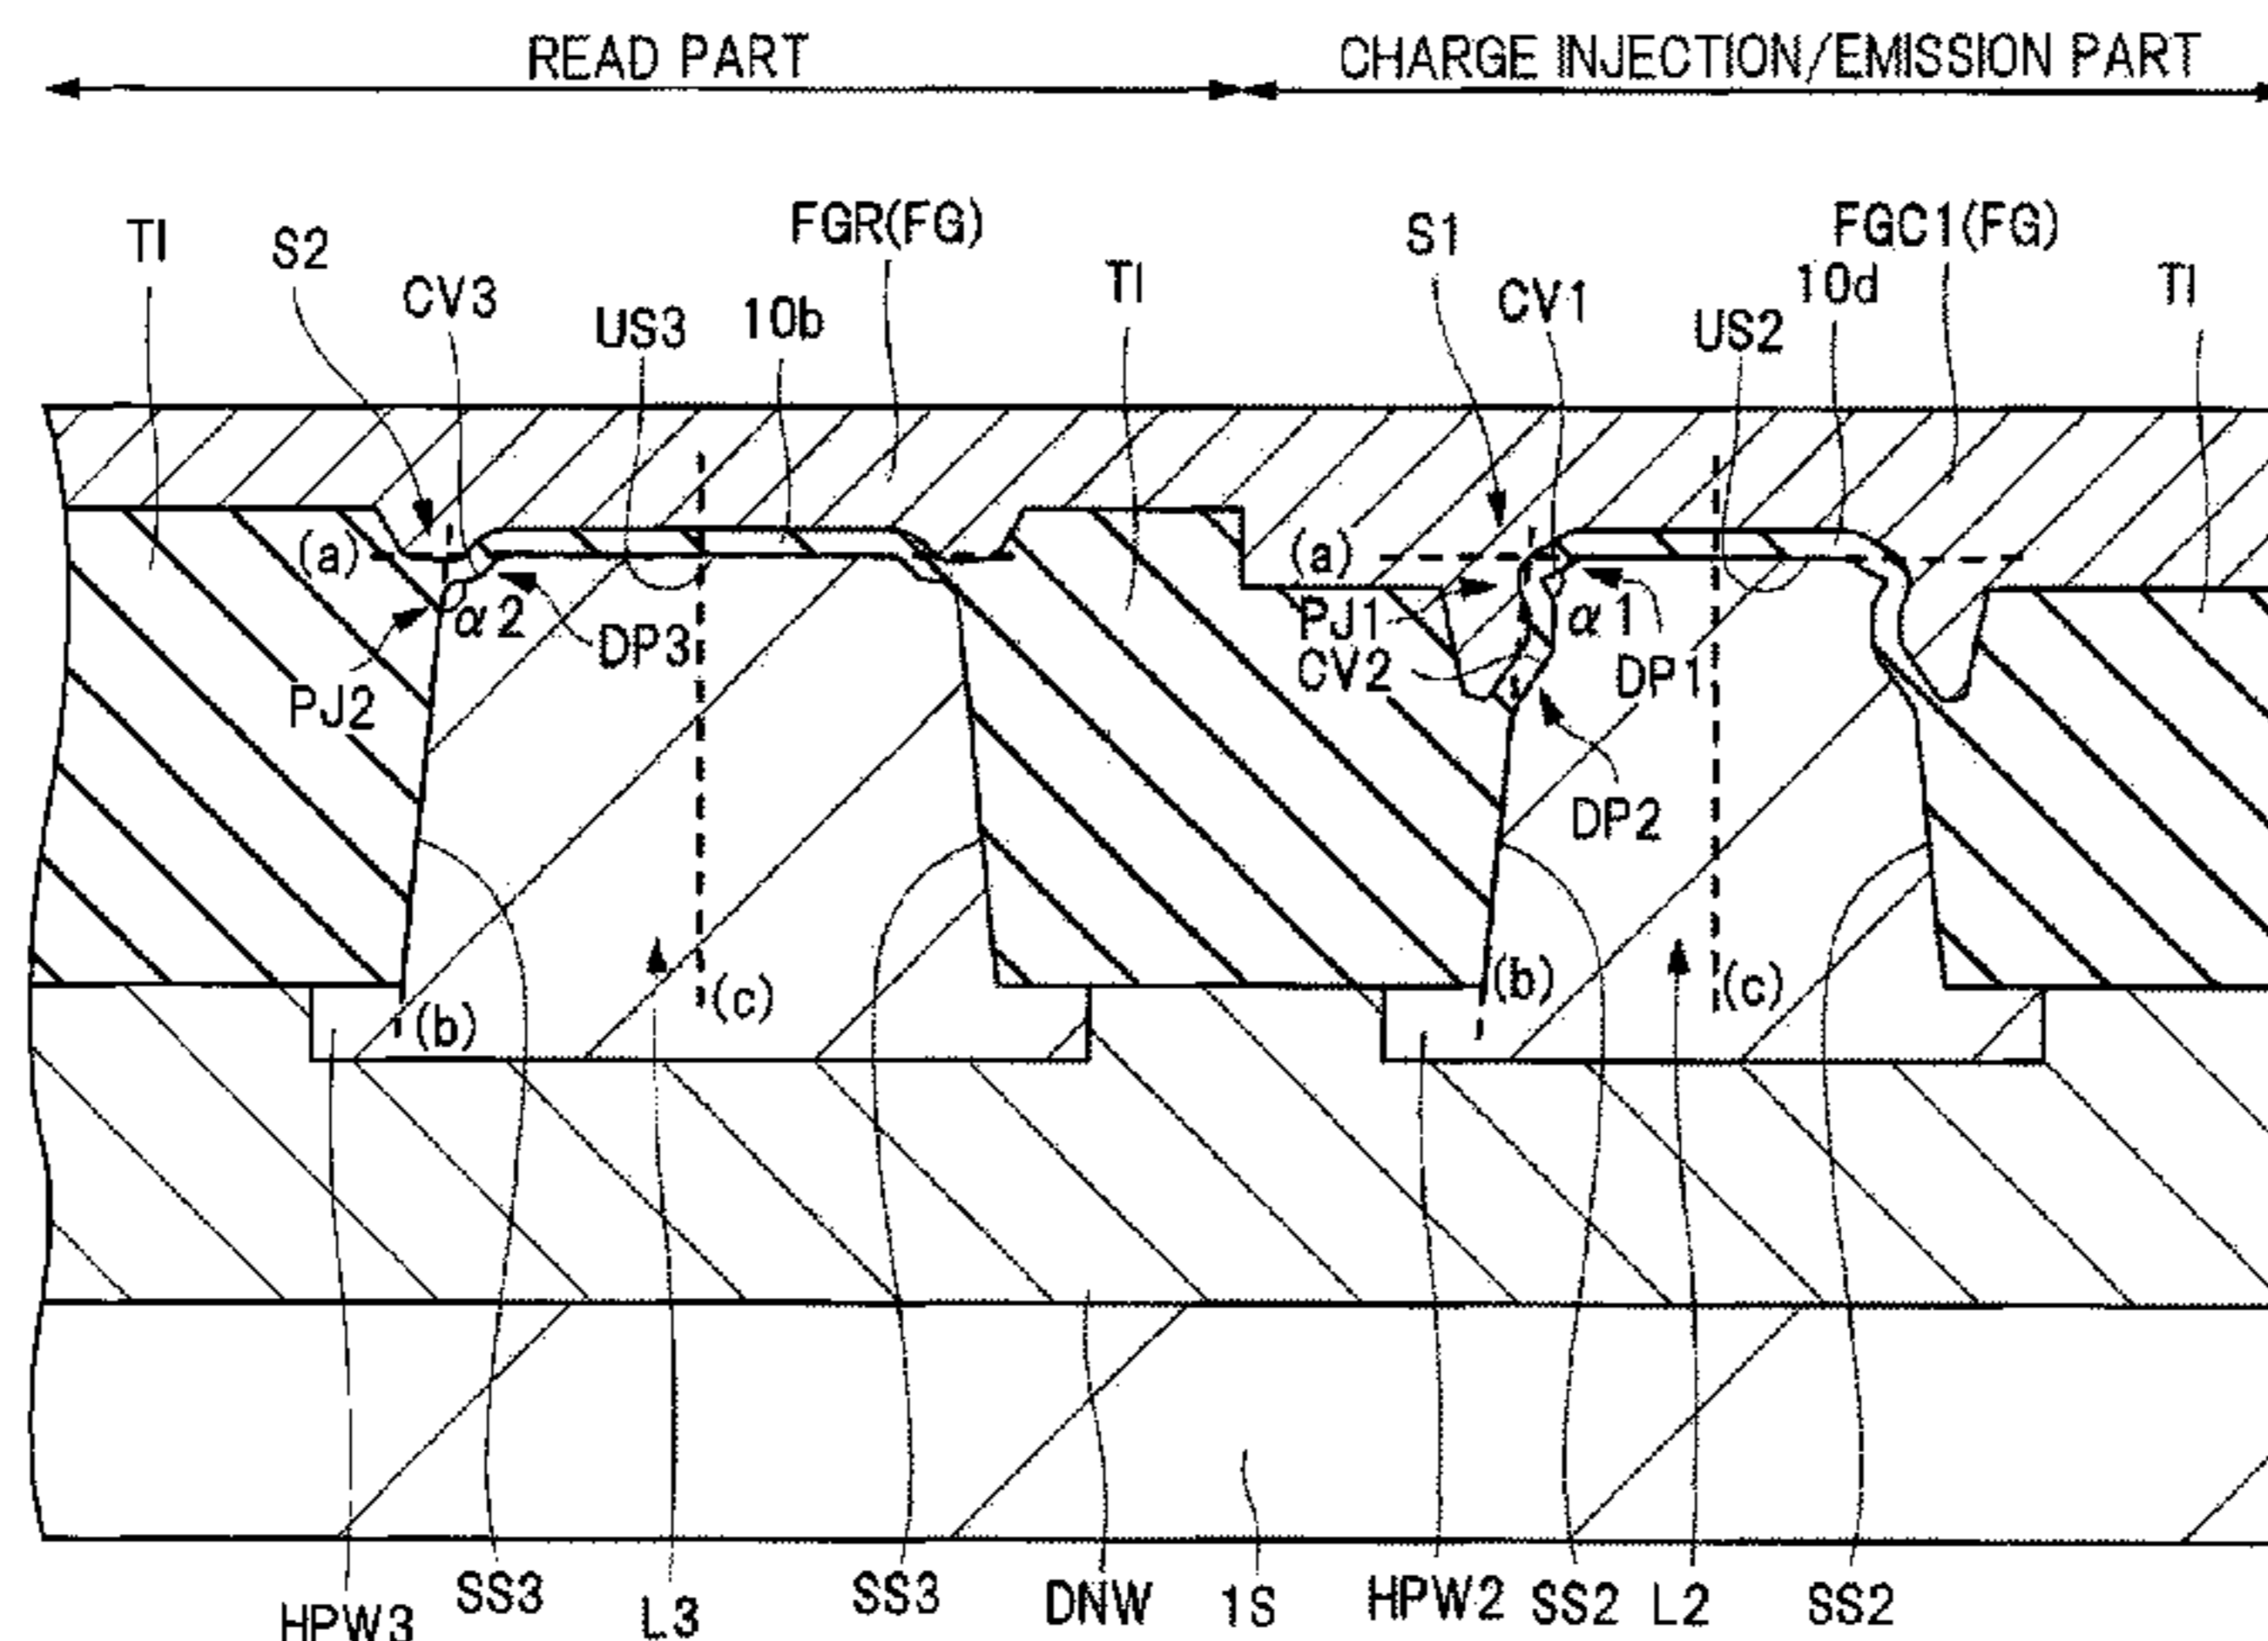 READ PART
CHARGE INJECTION/EMISSION PART
TI
S2
CV3
US3
10b
FGR(FG)
TI
S1
CV1
US2
FGC1(FG)
10d
TI
(a)
α2
DP3
PJ2
(a)
PJ1
CV2
α1
DP1
DP2
(b)
(c)
(b)
(c)
HPW3
SS3
L3
SS3
DNW
1S
HPW2
SS2
L2
SS2